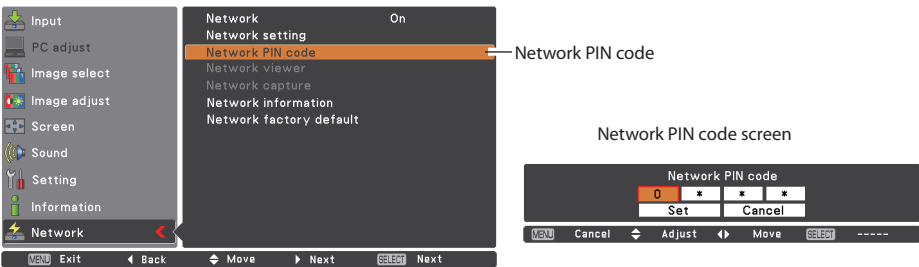 Input
PC adjust
Image select
Image adjust
Screen
Sound
Setting
Information
Network
Network On
Network setting
Network PIN code
Network viewer
Network capture
Network information
Network factory default
MENU Exit Back Move Next SELECT Next
Network PIN code
Network PIN code screen
Network PIN code
0 * * *
Set Cancel
MENU Cancel Adjust Move SELECT -----